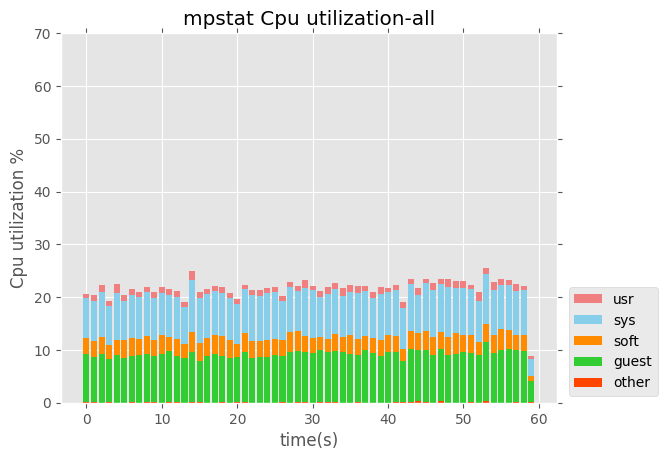 mpstat Cpu utilization-all
70
60
50
40
30
20
10
0
Cpu utilization %
0 10 20 30 40 50 60
time(s)
usr
sys
soft
guest
other